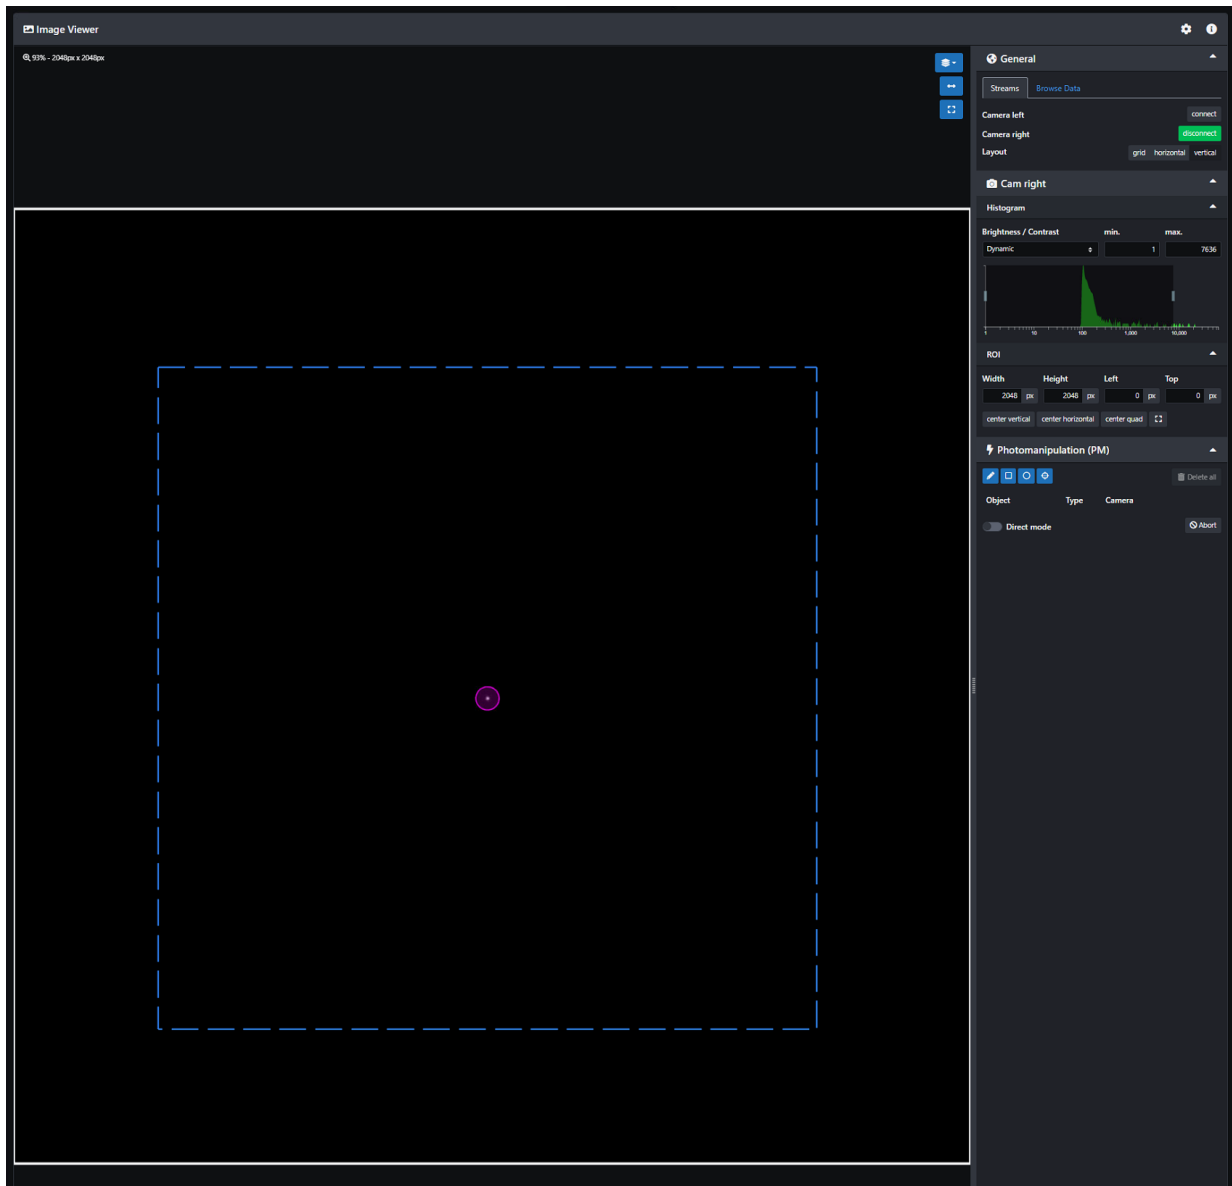 Image Viewer
93% - 2048px x 2048px
General
Streams Browse Data
Camera left connect
Camera right disconnect
Layout grid horizontal vertical
Cam right
Histogram
Brightness / Contrast min. max.
Dynamic 1 7636
1 10 100 1,000 10,000
ROI
Width Height Left Top
2048 px 2048 px 0 px 0 px
center vertical center horizontal center quad
Photomanipulation (PM)
Delete all
Object Type Camera
Direct mode Abort